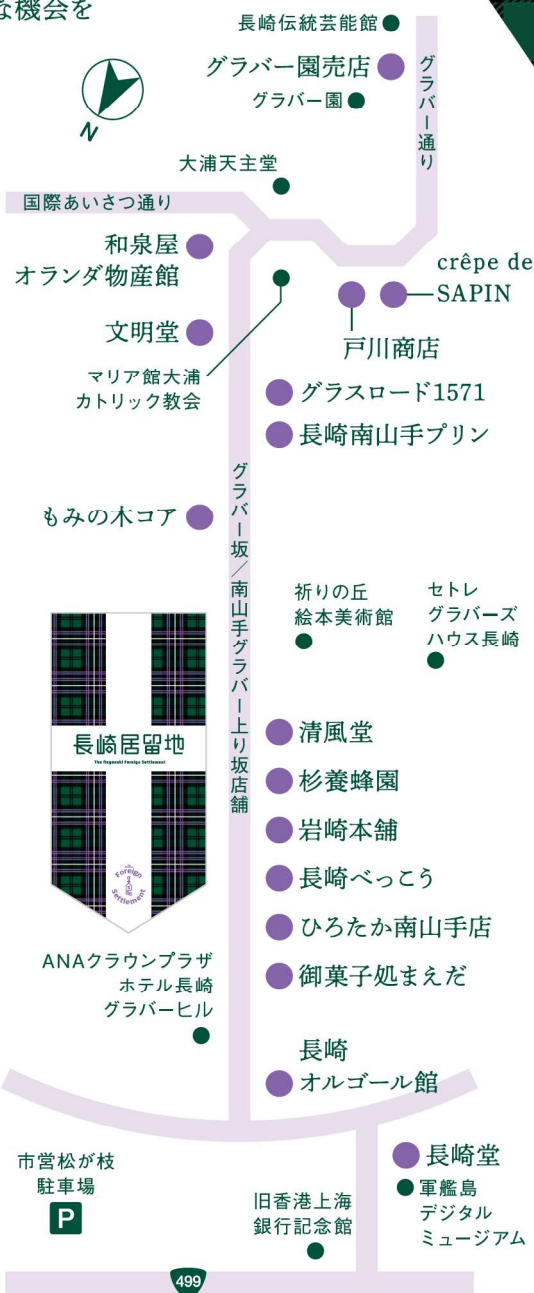 な機会を
長崎伝統芸能館
グラバー園売店
グラバー園
グラバー通り
N
大浦天主堂
国際あいさつ通り
和泉屋
オランダ物産館
crêpe de
SAPIN
戸川商店
文明堂
マリア館大浦
カトリック教会
グラスロード1571
長崎南山手プリン
グラバー坂／南山手グラバー上り坂店舗
もみの木コア
祈りの丘
絵本美術館
セトレ
グラバーズ
ハウス長崎
長崎居留地
The Nagasaki Foreign Settlement
Foreign
Settlement
清風堂
杉養蜂園
岩崎本舗
長崎べっこう
ひろたか南山手店
御菓子処まえだ
ANAクラウンプラザ
ホテル長崎
グラバーヒル
長崎
オルゴール館
市営松が枝
駐車場
P
長崎堂
軍艦島
デジタル
ミュージアム
旧香港上海
銀行記念館
499